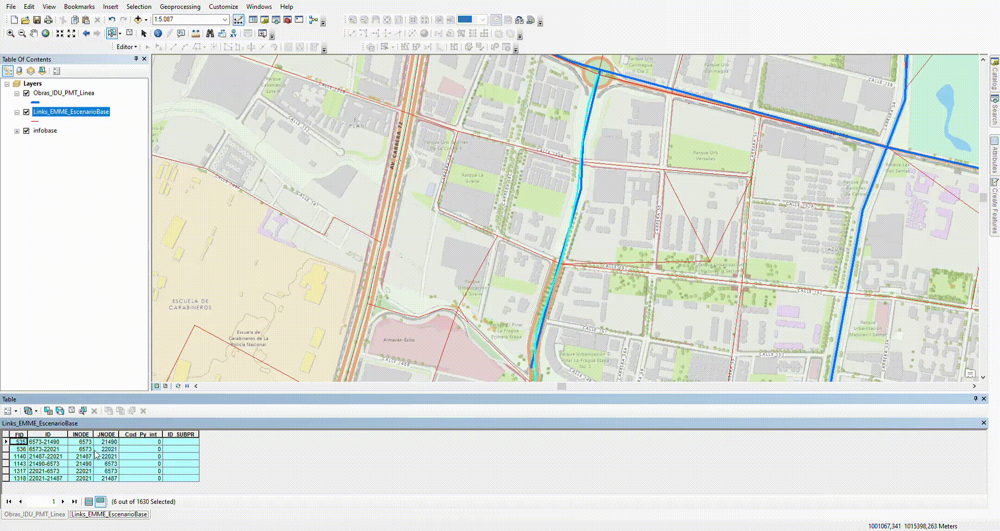 File Edit View Bookmarks Insert Selection Geoprocessing Customize Windows Help
1:5.087
Editor
Table Of Contents
Layers
Obras_IDU_PMT_Linea
Links_EMME_EscenarioBase
infobase
Catalog
Search
Attributes
Create Features
Parque Urb
Carimagua
II Cta 2
Parque Urb
Carimagua
CALLE 159
Parque
Casablanca
Lote A
CALLE 152B
CARRERA 54
CALLE 152
EL
PLAN
AV. CARRERA 72
Parque Urb Jardines
De La Colina
CARRERA 55
Parque Urb
Versalles
Parque Las
Dos Santas
Parque La
Sirena
CARRERA 58C
Parque Urb
Balcones
De Carmel
CALLE 147
CALLE 152A
CARRERA 56
MAZUREN
CALLE 152
Parque Urbanizacion
Mazuren II Sector
Parque
Urbanizacion
La Sirena
CALLE 152
ESCUELA DE
CARABINEROS
Escuela de
Carabineros de La
Policía Nacional
Almacén Exito
Parque El Pinar
La Fragua
Primera Etapa
CALLE 151
Parque
Urbanizacion
Mazuren I Sector
Parque Urbanizacion El
Pinar La Fragua Etapa
No. 2
CALLE 151
CARRERA 53A
CARRERA 56A
CALLE 146B
Table
Links_EMME_EscenarioBase
FID ID INODE JNODE Cod_Py_int ID_SUBPR
535 6573-21490 6573 21490 0
536 6573-22021 6573 22021 0
1140 21487-22021 21487 22021 0
1143 21490-6573 21490 6573 0
1317 22021-6573 22021 6573 0
1318 22021-21487 22021 21487 0
1 (6 out of 1630 Selected)
Obras_IDU_PMT_Linea Links_EMME_EscenarioBase
1001067,341 1015398,263 Meters